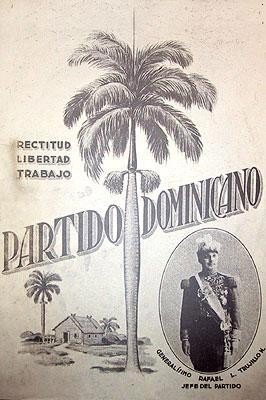 RECTITUD
LIBERTAD
TRABAJO
PARTIDO DOMINICANO
GENERALISIMO RAFAEL L. TRUJILLO M.
JEFE DEL PARTIDO